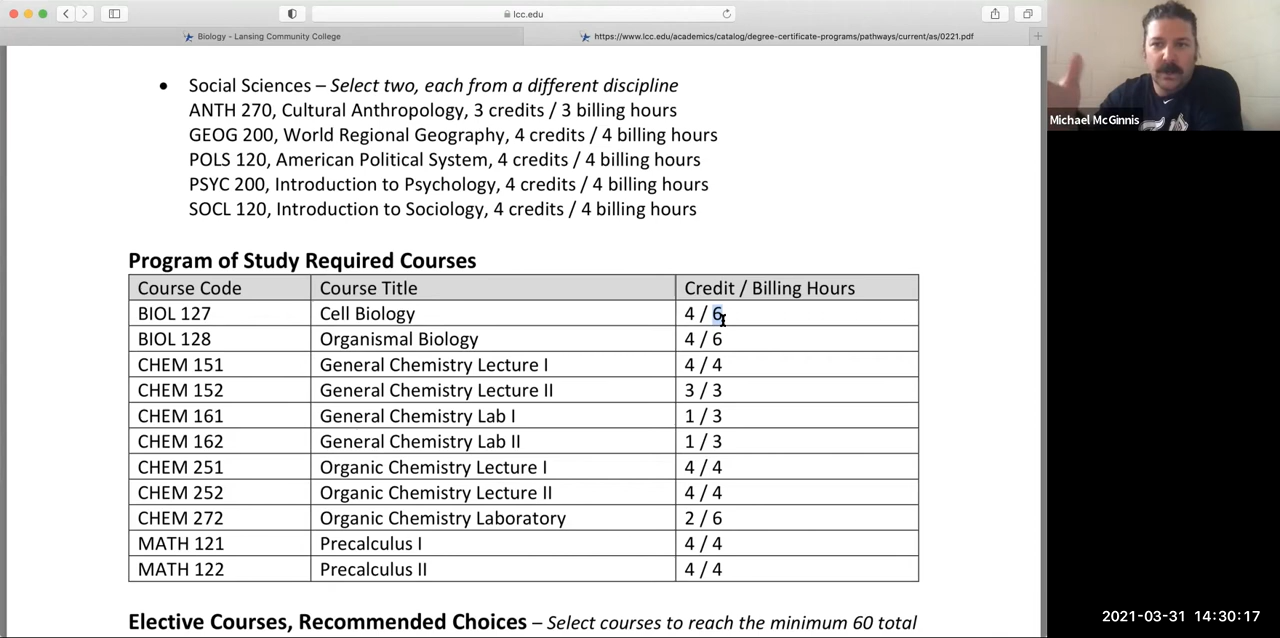 lcc.edu
Biology - Lansing Community College
https://www.lcc.edu/academics/catalog/degree-certificate-programs/pathways/current/as/0221.pdf
• Social Sciences – Select two, each from a different discipline
ANTH 270, Cultural Anthropology, 3 credits / 3 billing hours
GEOG 200, World Regional Geography, 4 credits / 4 billing hours
POLS 120, American Political System, 4 credits / 4 billing hours
PSYC 200, Introduction to Psychology, 4 credits / 4 billing hours
SOCL 120, Introduction to Sociology, 4 credits / 4 billing hours
Program of Study Required Courses
Course Code Course Title Credit / Billing Hours
BIOL 127 Cell Biology 4 / 6
BIOL 128 Organismal Biology 4 / 6
CHEM 151 General Chemistry Lecture I 4 / 4
CHEM 152 General Chemistry Lecture II 3 / 3
CHEM 161 General Chemistry Lab I 1 / 3
CHEM 162 General Chemistry Lab II 1 / 3
CHEM 251 Organic Chemistry Lecture I 4 / 4
CHEM 252 Organic Chemistry Lecture II 4 / 4
CHEM 272 Organic Chemistry Laboratory 2 / 6
MATH 121 Precalculus I 4 / 4
MATH 122 Precalculus II 4 / 4
Elective Courses, Recommended Choices – Select courses to reach the minimum 60 total
Michael McGinnis
2021-03-31 14:30:17